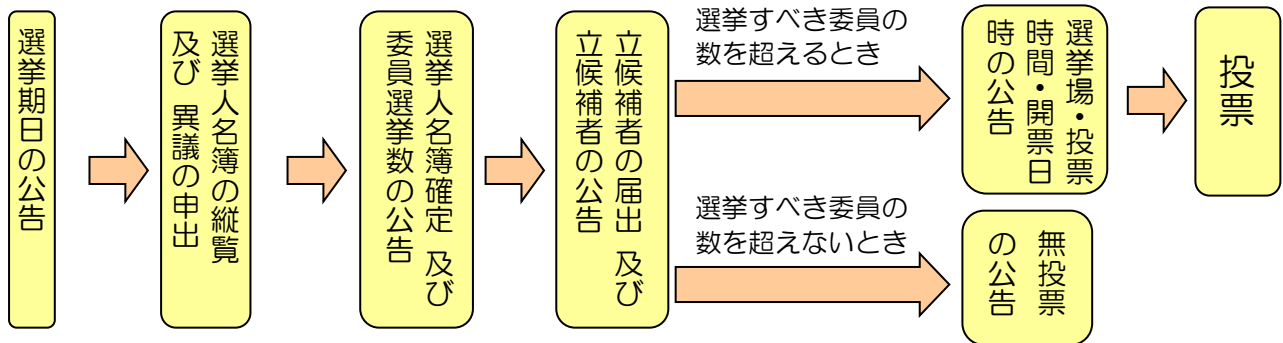 選挙期日の公告
選挙人名簿の縦覧
及び 異議の申出
選挙人名簿確定 及び
委員選挙数の公告
立候補者の届出 及び
立候補者の公告
選挙すべき委員の
数を超えるとき
選挙場・投票
時間・開票日
時の公告
投票
選挙すべき委員の
数を超えないとき
無投票
の公告